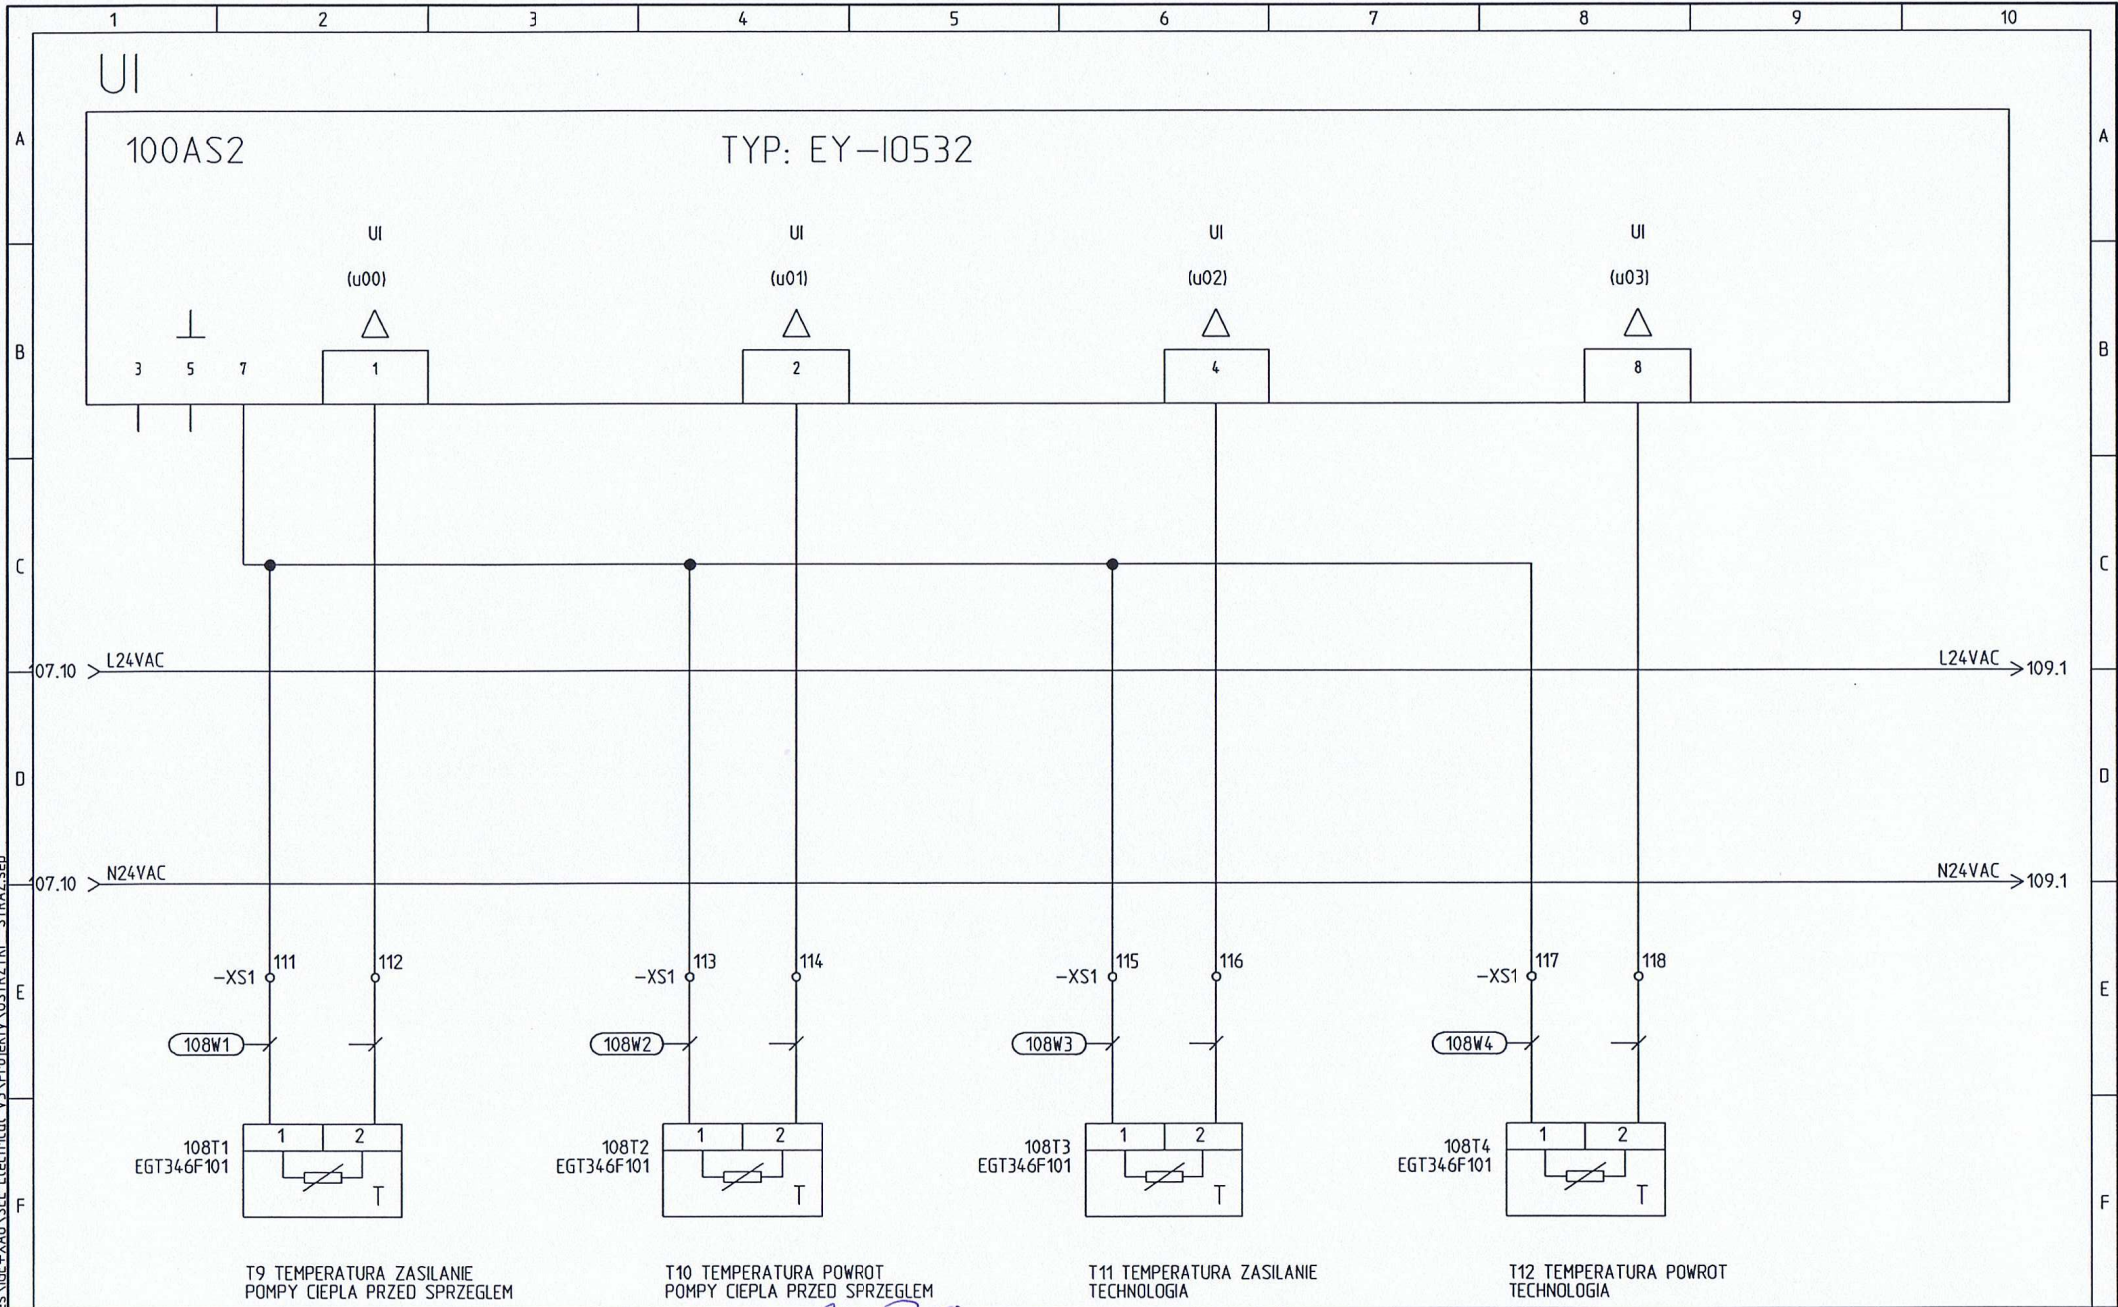 1 2 3 4 5 6 7 8 9 10
UI
A A
100AS2 TYP: EY-IO532
UI UI UI UI
(u00) (u01) (u02) (u03)
B B
3 5 7 1 2 4 8
C C
107.10 L24VAC L24VAC 109.1
D D
107.10 N24VAC N24VAC 109.1
-XS1 111 112 -XS1 113 114 -XS1 115 116 -XS1 117 118
E E
108W1 108W2 108W3 108W4
108T1 1 2 108T2 1 2 108T3 1 2 108T4 1 2
EGT346F101 EGT346F101 EGT346F101 EGT346F101
T T T T
F F
T9 TEMPERATURA ZASILANIE
POMPY CIEPLA PRZED SPRZEGLEM
T10 TEMPERATURA POWROT
POMPY CIEPLA PRZED SPRZEGLEM
T11 TEMPERATURA ZASILANIE
TECHNOLOGIA
T12 TEMPERATURA POWROT
TECHNOLOGIA